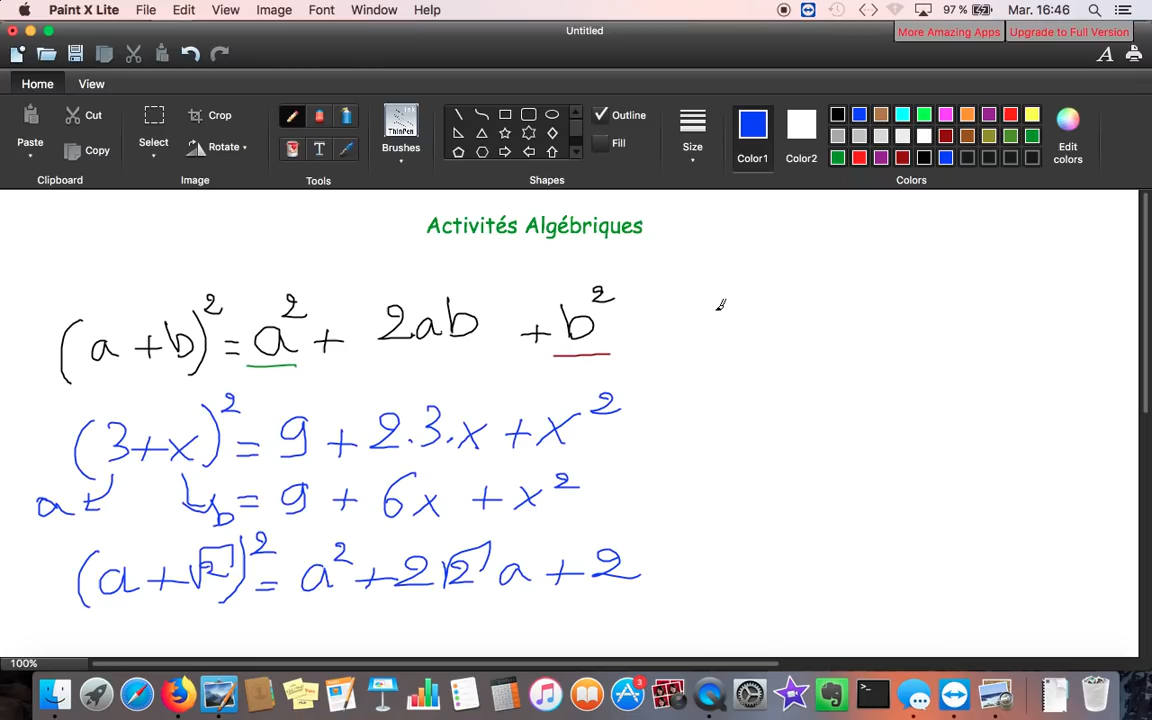 Paint X Lite File Edit View Image Font Window Help 97 % Mar. 16:46
Untitled
More Amazing Apps Upgrade to Full Version
Home View
Paste Cut Copy
Select Crop Rotate
Brushes
Outline
Fill
Size
Color1 Color2
Edit colors
Clipboard Image Tools Shapes Colors
Activités Algébriques
(a + b)² = a² + 2ab + b²
(3 + x)² = 9 + 2.3.x + x²
a b = 9 + 6x + x²
(a + √2)² = a² + 2√2 a + 2
100%
3